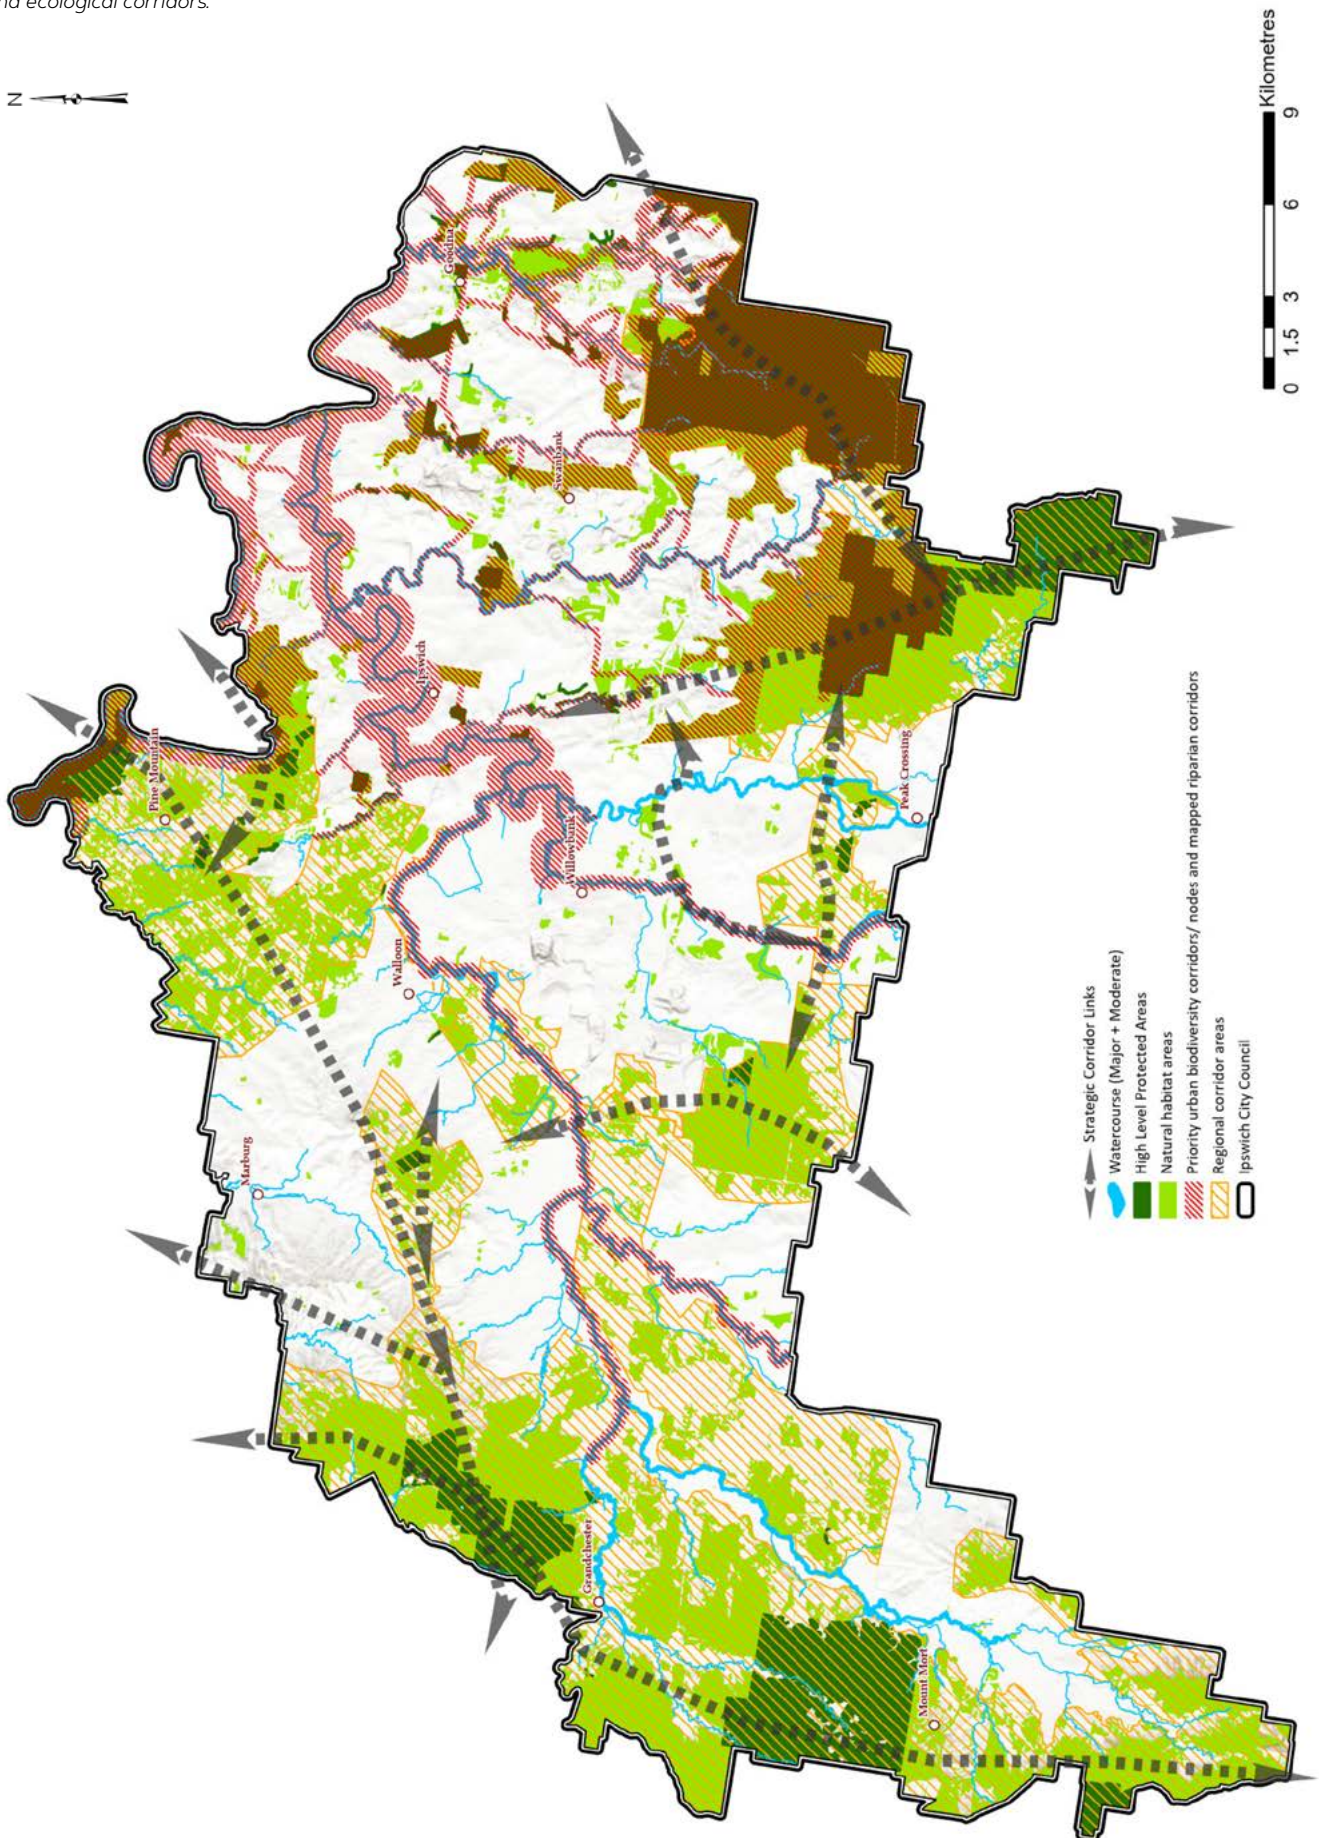 nd ecological corridors.
N
Goodna
Swanbank
Ipswich
Pine Mountain
Peak Crossing
Willowbank
Walloon
Marburg
Grandchester
Mount Mort
Strategic Corridor Links
Watercourse (Major + Moderate)
High Level Protected Areas
Natural habitat areas
Priority urban biodiversity corridors/ nodes and mapped riparian corridors
Regional corridor areas
Ipswich City Council
0 1.5 3 6 9
Kilometres